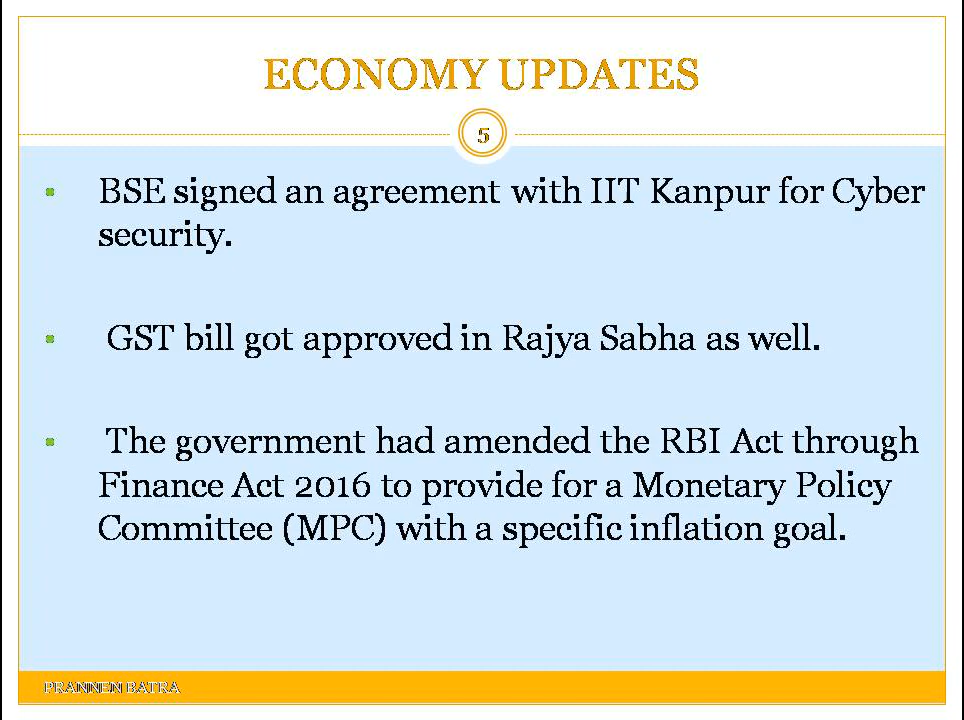 ECONOMY UPDATES
5
▪ BSE signed an agreement with IIT Kanpur for Cyber
security.
▪ GST bill got approved in Rajya Sabha as well.
▪ The government had amended the RBI Act through
Finance Act 2016 to provide for a Monetary Policy
Committee (MPC) with a specific inflation goal.
PRANNEN BATRA